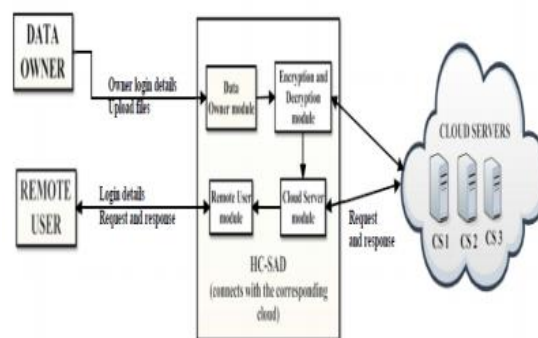 DATA
OWNER
Owner login details
Upload files
Data
Owner module
Encryption and
Decryption
module
CLOUD SERVERS
CS 1 CS 2 CS 3
REMOTE
USER
Login details
Request and response
Remote User
module
Cloud Server
module
Request
and response
HC-SAD
(connects with the corresponding
cloud)